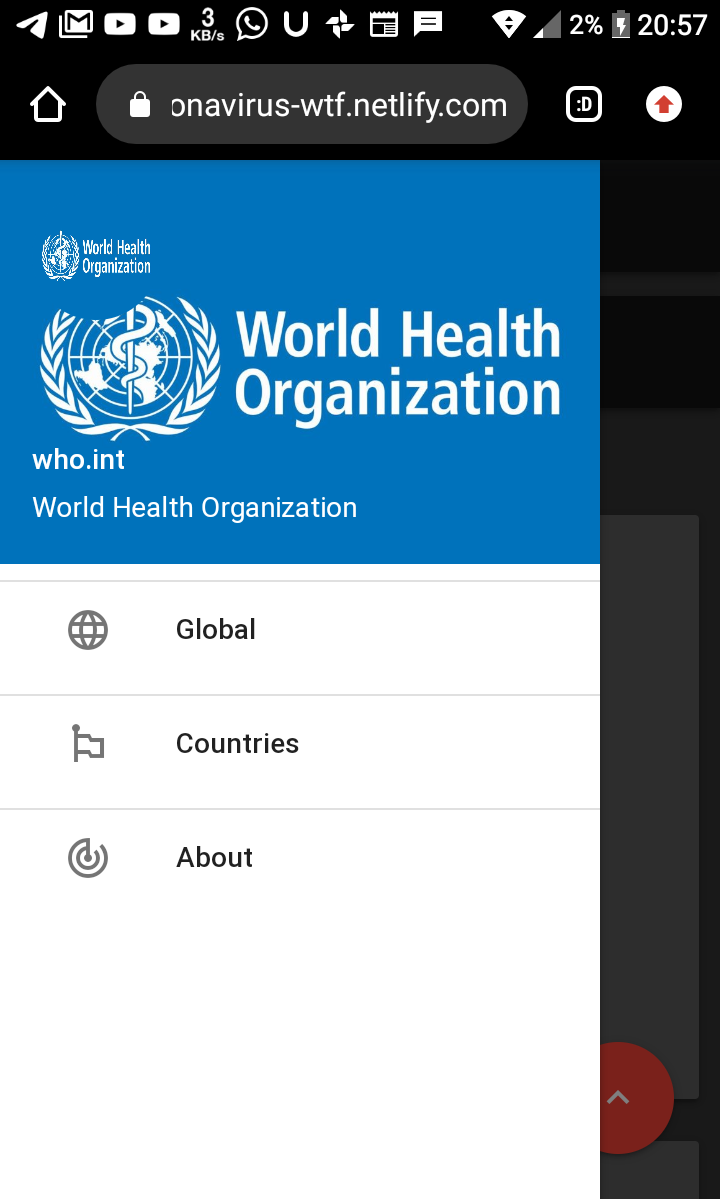 3
KB/s
2%
20:57
onavirus-wtf.netlify.com
:D
World Health
Organization
World Health
Organization
who.int
World Health Organization
Global
Countries
About